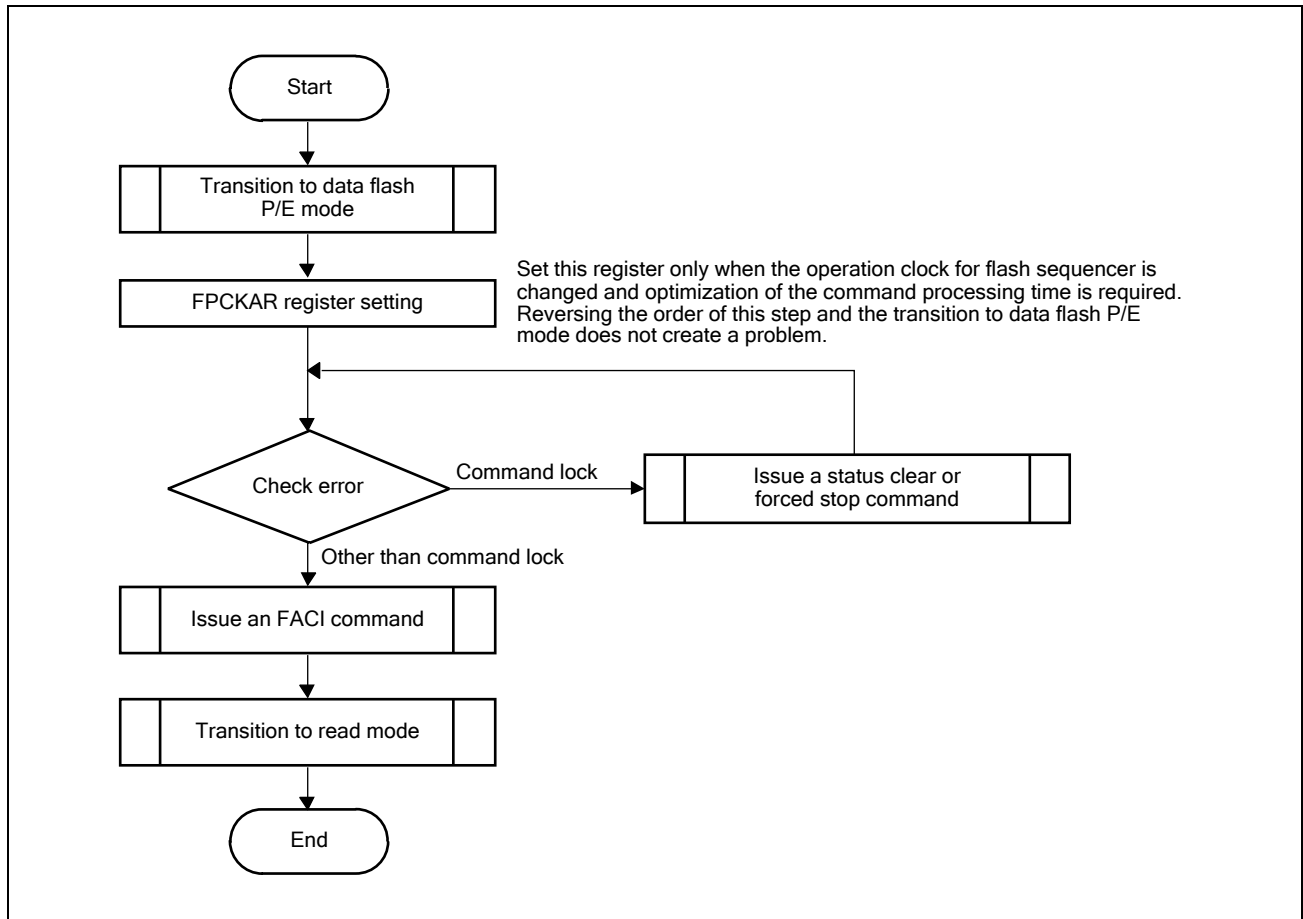 Start
Transition to data flash
P/E mode
FPCKAR register setting
Set this register only when the operation clock for flash sequencer is
changed and optimization of the command processing time is required.
Reversing the order of this step and the transition to data flash P/E
mode does not create a problem.
Check error
Command lock
Issue a status clear or
forced stop command
Other than command lock
Issue an FACI command
Transition to read mode
End